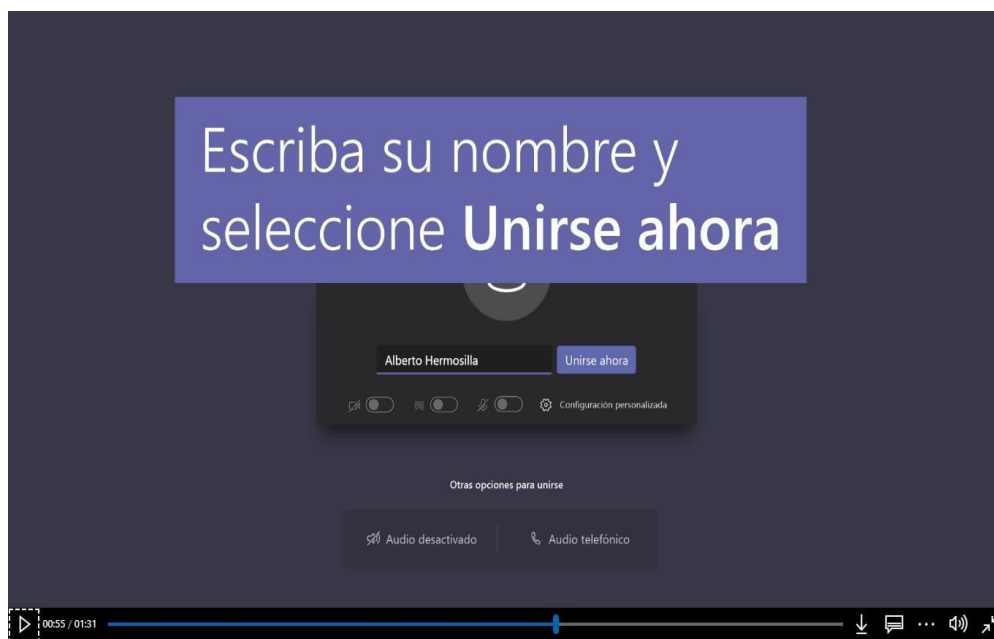 Escriba su nombre y
seleccione Unirse ahora
Alberto Hermosilla
Unirse ahora
Configuración personalizada
Otras opciones para unirse
Audio desactivado
Audio telefónico
00:55 / 01:31